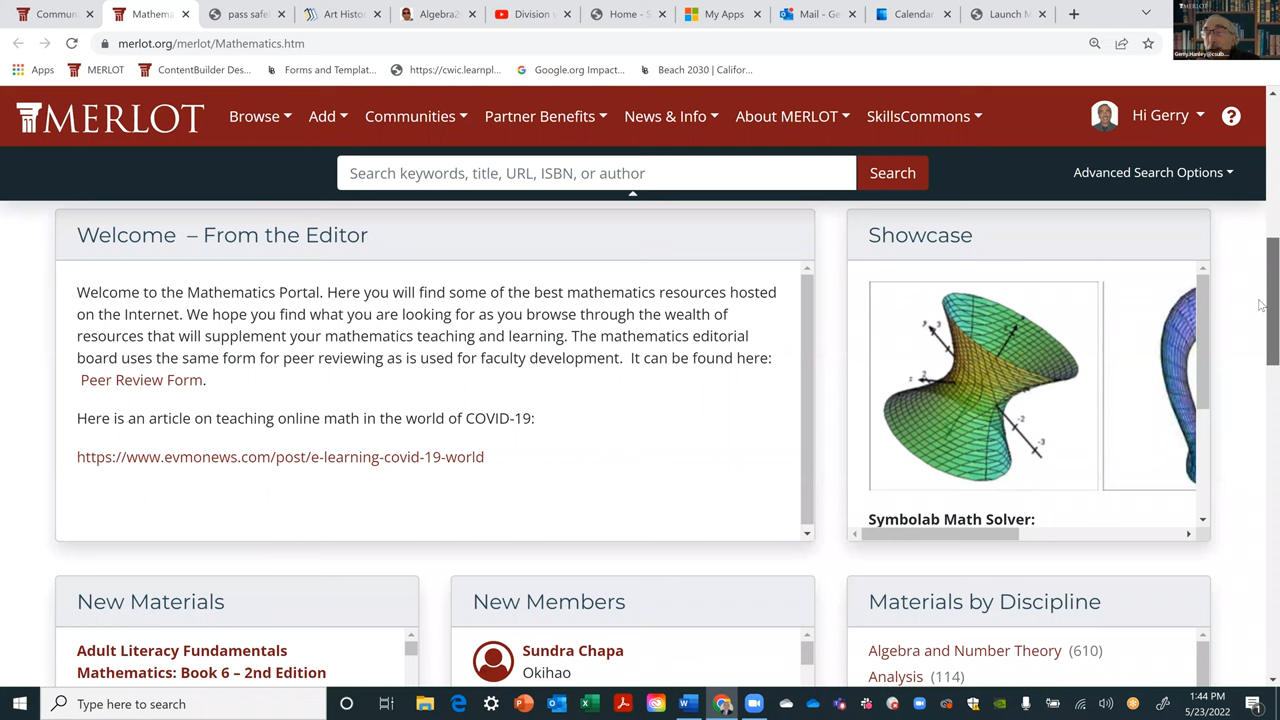 Commun
Mathema
pass safel
Art Histo
Algebra2
Division
Home - S
My Apps
Mail - Ge
Calendar
Launch M
merlot.org/merlot/Mathematics.htm
Apps
MERLOT
ContentBuilder Des...
Forms and Templat...
https://cwic.learnpl...
Google.org Impact...
Beach 2030 | Califor...
MERLOT
Gerry.Hanley@csulb....
MERLOT
Browse
Add
Communities
Partner Benefits
News & Info
About MERLOT
SkillsCommons
Hi Gerry
?
Search keywords, title, URL, ISBN, or author
Search
Advanced Search Options
Welcome – From the Editor
Welcome to the Mathematics Portal. Here you will find some of the best mathematics resources hosted
on the Internet. We hope you find what you are looking for as you browse through the wealth of
resources that will supplement your mathematics teaching and learning. The mathematics editorial
board uses the same form for peer reviewing as is used for faculty development. It can be found here:
Peer Review Form.
Here is an article on teaching online math in the world of COVID-19:
https://www.evmonews.com/post/e-learning-covid-19-world
Showcase
-2
-3
Symbolab Math Solver:
New Materials
Adult Literacy Fundamentals
Mathematics: Book 6 – 2nd Edition
New Members
Sundra Chapa
Okihao
Materials by Discipline
Algebra and Number Theory (610)
Analysis (114)
Type here to search
1:44 PM
5/23/2022
1